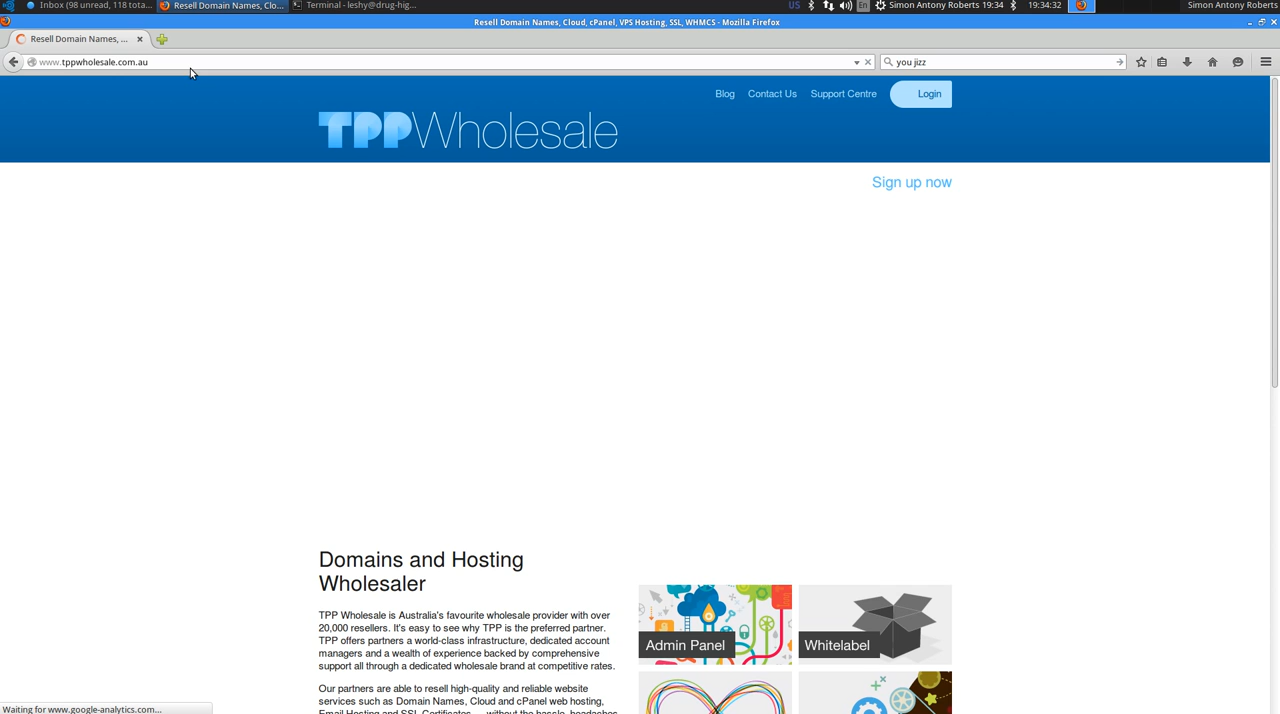 Inbox (98 unread, 118 tota... Resell Domain Names, Clo... Terminal - leshy@drug-hig... US En Simon Antony Roberts 19:34 19:34:32 Simon Antony Roberts
Resell Domain Names, Cloud, cPanel, VPS Hosting, SSL, WHMCS - Mozilla Firefox
Resell Domain Names, ...
www.tppwholesale.com.au you jizz
Blog Contact Us Support Centre Login
TPPWholesale
Sign up now
Domains and Hosting
Wholesaler
TPP Wholesale is Australia's favourite wholesale provider with over
20,000 resellers. It's easy to see why TPP is the preferred partner.
TPP offers partners a world-class infrastructure, dedicated account
managers and a wealth of experience backed by comprehensive
support all through a dedicated wholesale brand at competitive rates.
Admin Panel Whitelabel
Our partners are able to resell high-quality and reliable website
services such as Domain Names, Cloud and cPanel web hosting,
Email Hosting and SSL Certificates — without the hassle, headaches
Waiting for www.google-analytics.com...